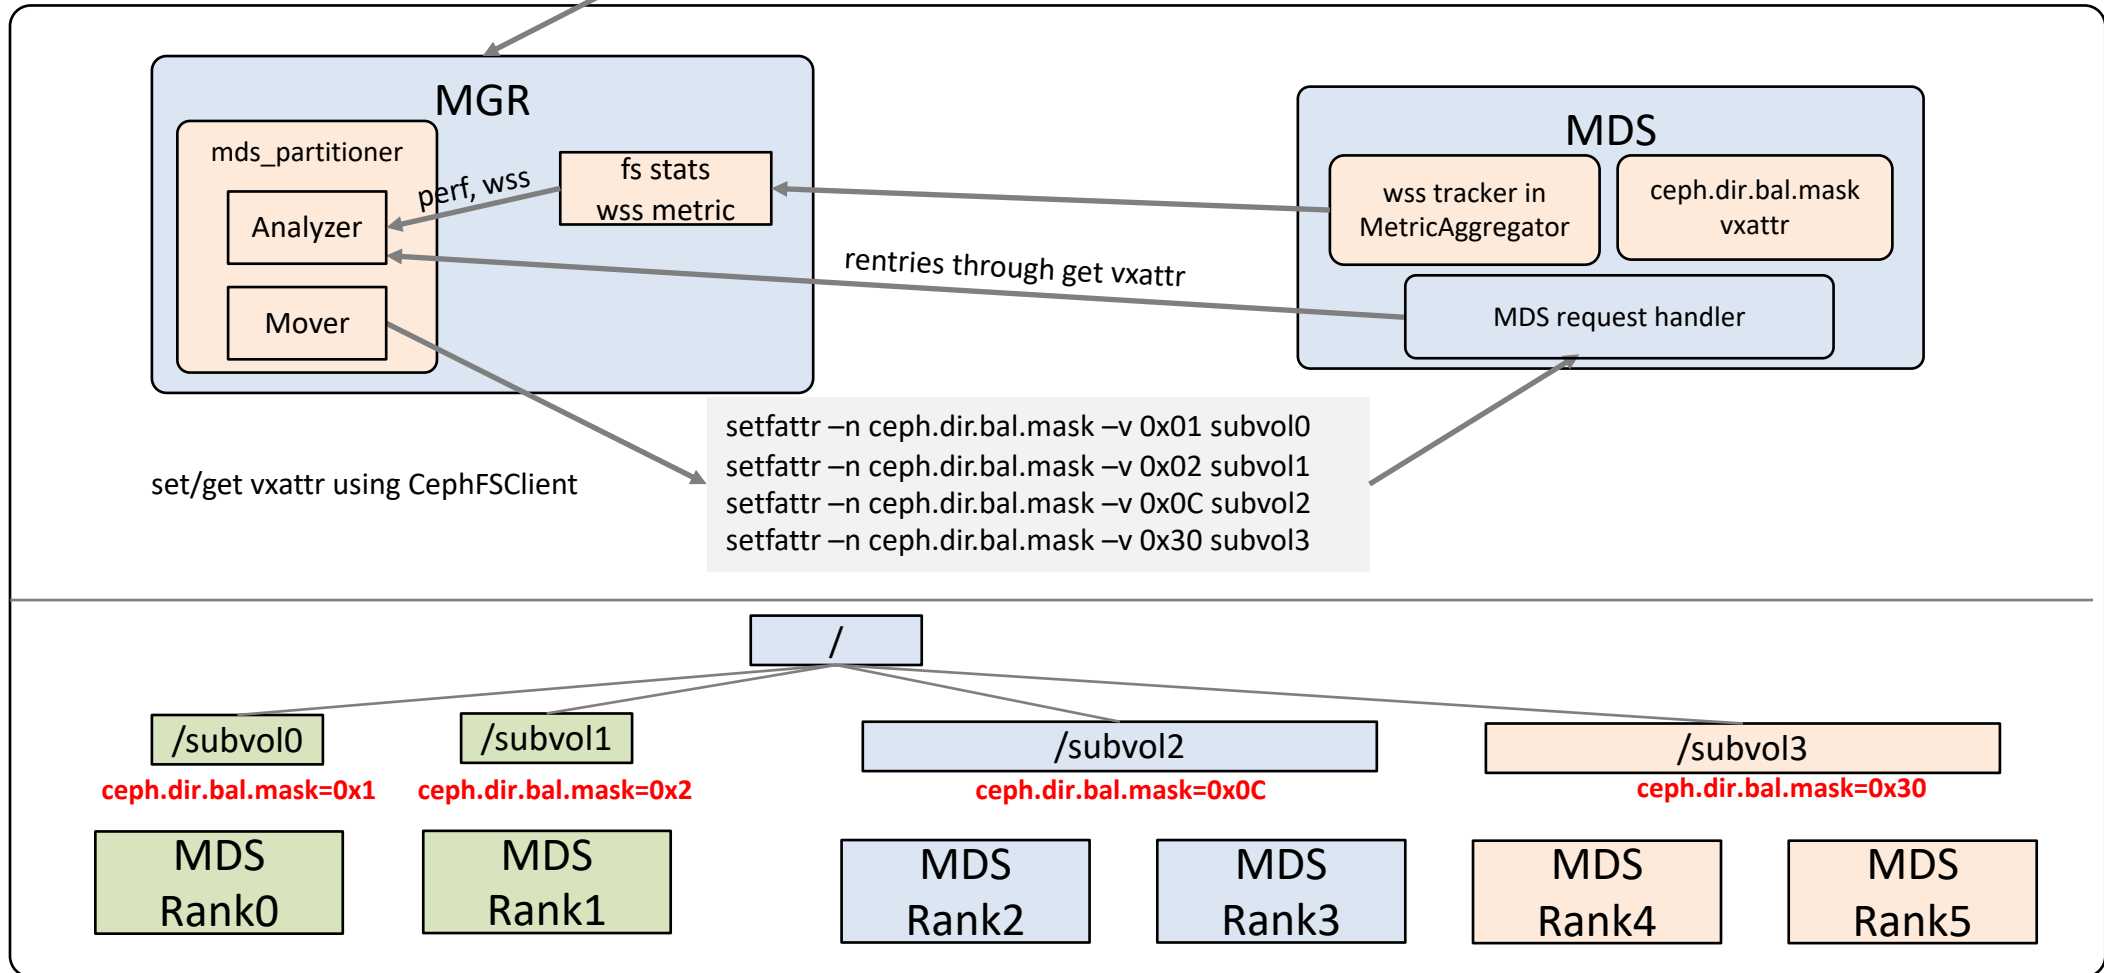 MGR
mds_partitioner
Analyzer
Mover
perf, wss
fs stats
wss metric
MDS
wss tracker in
MetricAggregator
ceph.dir.bal.mask
vxattr
rentries through get vxattr
MDS request handler
set/get vxattr using CephFSClient
setfattr –n ceph.dir.bal.mask –v 0x01 subvol0
setfattr –n ceph.dir.bal.mask –v 0x02 subvol1
setfattr –n ceph.dir.bal.mask –v 0x0C subvol2
setfattr –n ceph.dir.bal.mask –v 0x30 subvol3
/
/subvol0
/subvol1
/subvol2
/subvol3
ceph.dir.bal.mask=0x1
ceph.dir.bal.mask=0x2
ceph.dir.bal.mask=0x0C
ceph.dir.bal.mask=0x30
MDS
Rank0
MDS
Rank1
MDS
Rank2
MDS
Rank3
MDS
Rank4
MDS
Rank5